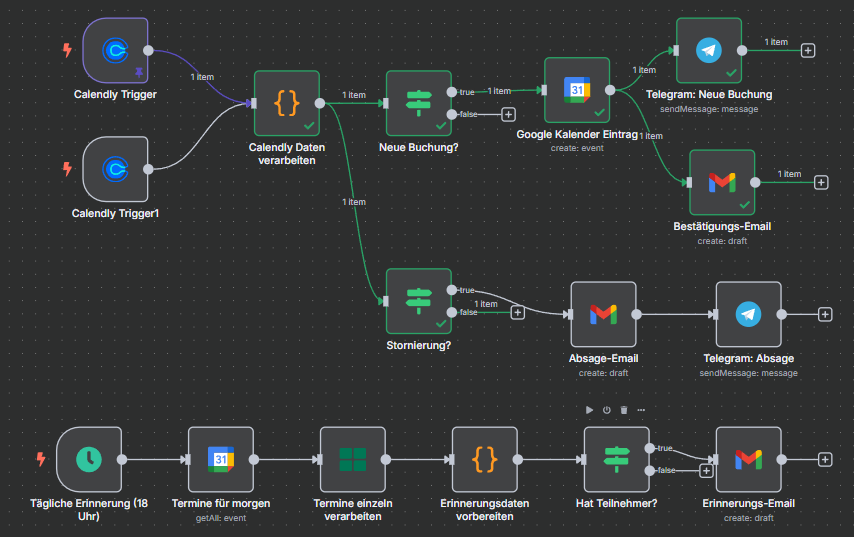 1 item
Calendly Trigger
Calendly Trigger1
1 item
1 item
{}
Calendly Daten
verarbeiten
true
false
Neue Buchung?
1 item
31
Google Kalender Eintrag
create: event
1 item
1 item
Telegram: Neue Buchung
sendMessage: message
1 item
1 item
Bestätigungs-Email
create: draft
1 item
true
false
Stornierung?
1 item
Absage-Email
create: draft
Telegram: Absage
sendMessage: message
Tägliche Erinnerung (18
Uhr)
31
Termine für morgen
getAll: event
Termine einzeln
verarbeiten
{}
Erinnerungsdaten
vorbereiten
true
false
Hat Teilnehmer?
Erinnerungs-Email
create: draft